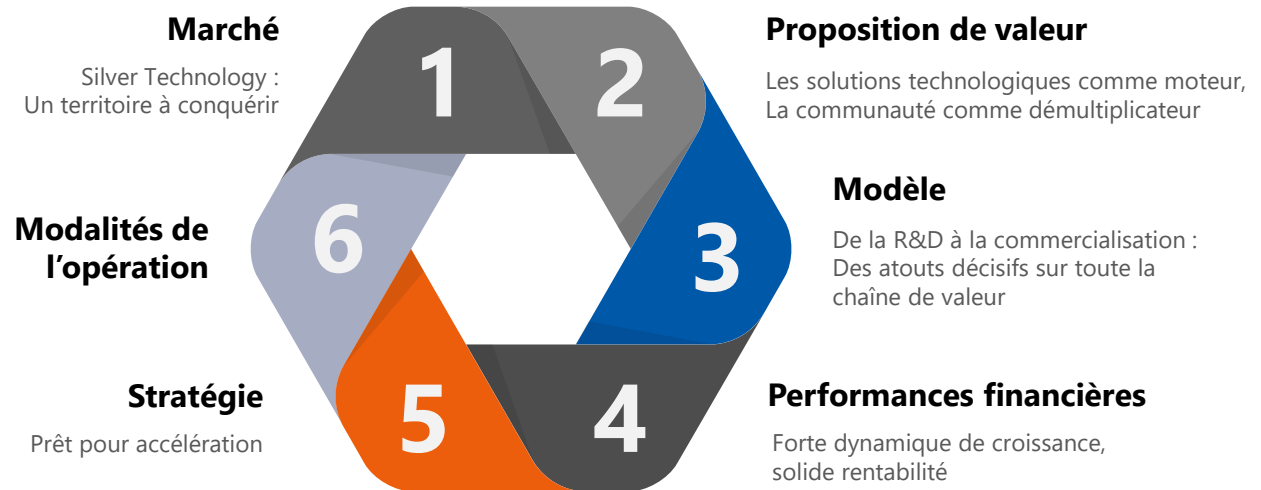 1
Marché
Silver Technology :
Un territoire à conquérir
2
Proposition de valeur
Les solutions technologiques comme moteur,
La communauté comme démultiplicateur
3
Modèle
De la R&D à la commercialisation :
Des atouts décisifs sur toute la
chaîne de valeur
4
Performances financières
Forte dynamique de croissance,
solide rentabilité
5
Stratégie
Prêt pour accélération
6
Modalités de
l’opération